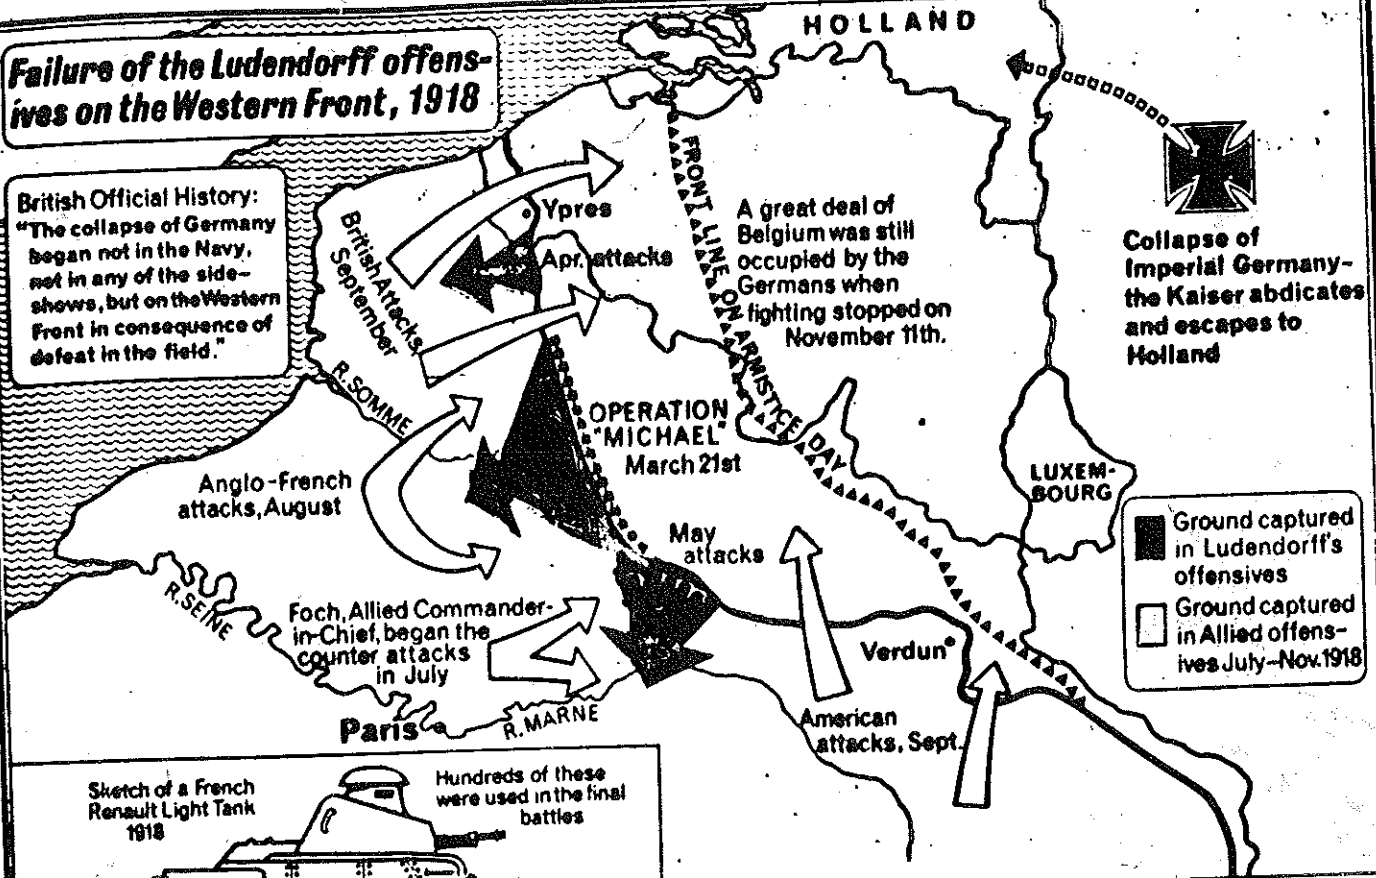 HOLLAND
Failure of the Ludendorff offens-
ives on the Western Front, 1918
British Official History:
"The collapse of Germany
began not in the Navy,
not in any of the side-
shows, but on the Western
Front in consequence of
defeat in the field."
British Attacks,
September
Ypres
Apr. attacks
FRONT LINE ON ARMISTICE DAY
A great deal of
Belgium was still
occupied by the
Germans when
fighting stopped on
November 11th.
Collapse of
Imperial Germany-
the Kaiser abdicates
and escapes to
Holland
R. SOMME
OPERATION
"MICHAEL"
March 21st
Anglo-French
attacks, August
LUXEM-
BOURG
May
attacks
Ground captured
in Ludendorff's
offensives
Ground captured
in Allied offens-
ives July-Nov. 1918
R. SEINE
Foch, Allied Commander-
in-Chief, began the
counter attacks
in July
Verdun
Paris
R. MARNE
American
attacks, Sept.
Sketch of a French
Renault Light Tank
1918
Hundreds of these
were used in the final
battles